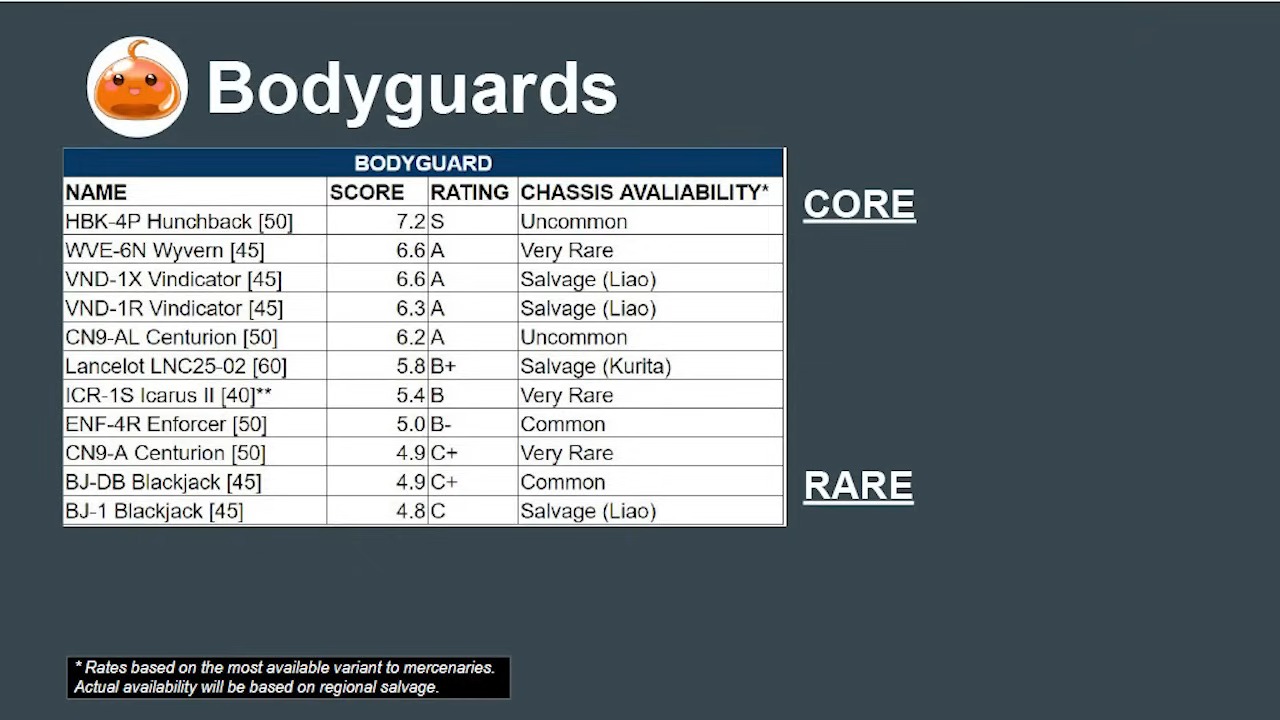 Bodyguards
BODYGUARD
NAME SCORE RATING CHASSIS AVALIABILITY*
HBK-4P Hunchback [50] 7.2 S Uncommon
WVE-6N Wyvern [45] 6.6 A Very Rare
VND-1X Vindicator [45] 6.6 A Salvage (Liao)
VND-1R Vindicator [45] 6.3 A Salvage (Liao)
CN9-AL Centurion [50] 6.2 A Uncommon
Lancelot LNC25-02 [60] 5.8 B+ Salvage (Kurita)
ICR-1S Icarus II [40]** 5.4 B Very Rare
ENF-4R Enforcer [50] 5.0 B- Common
CN9-A Centurion [50] 4.9 C+ Very Rare
BJ-DB Blackjack [45] 4.9 C+ Common
BJ-1 Blackjack [45] 4.8 C Salvage (Liao)
CORE
RARE
* Rates based on the most available variant to mercenaries.
Actual availability will be based on regional salvage.